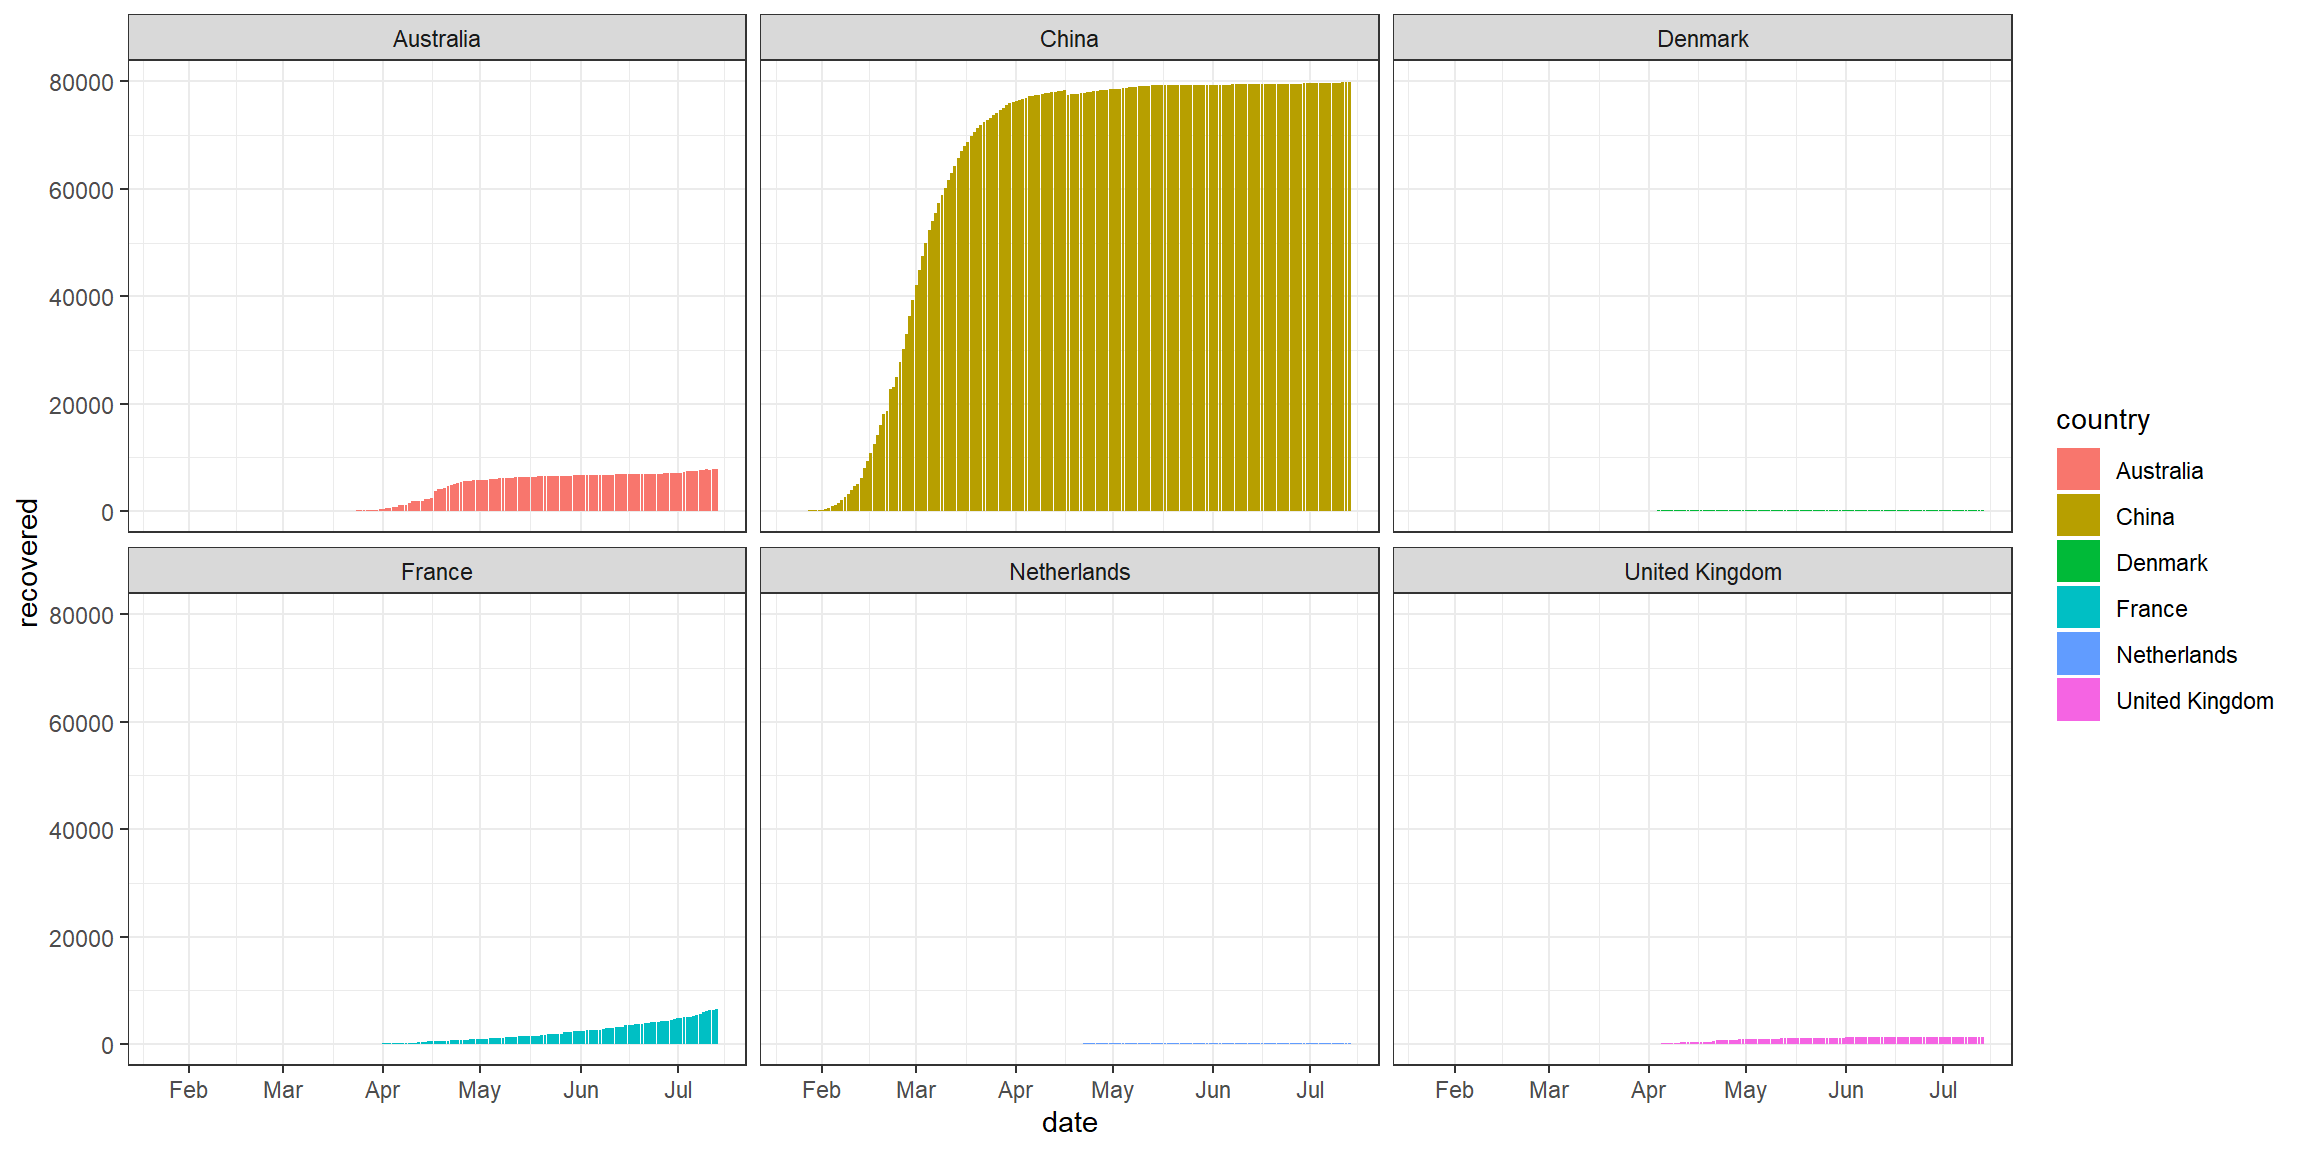 Australia
China
Denmark
80000
60000
40000
20000
0
France
Netherlands
United Kingdom
80000
60000
40000
20000
0
Feb Mar Apr May Jun Jul
Feb Mar Apr May Jun Jul
Feb Mar Apr May Jun Jul
date
recovered
country
Australia
China
Denmark
France
Netherlands
United Kingdom